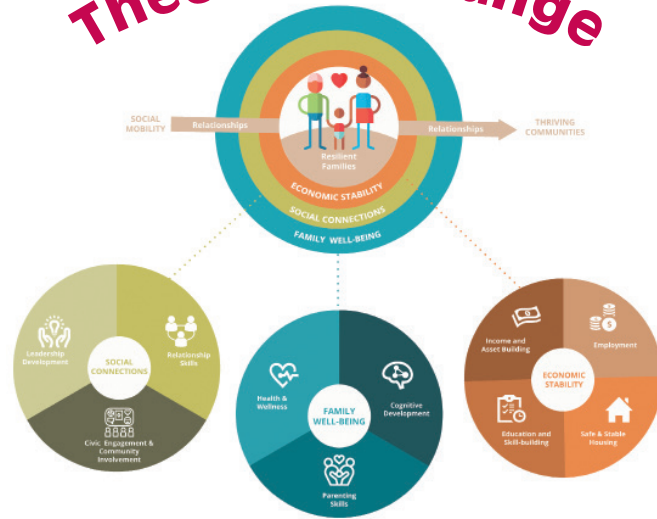 SOCIAL
MOBILITY
Relationships
Relationships
THRIVING
COMMUNITIES
Resilient
Families
ECONOMIC STABILITY
SOCIAL CONNECTIONS
FAMILY WELL-BEING
Leadership
Development
Relationship
Skills
SOCIAL
CONNECTIONS
Civic Engagement &
Community
Involvement
Health &
Wellness
Cognitive
Development
FAMILY
WELL-BEING
Parenting
Skills
Income and
Asset Building
Employment
ECONOMIC
STABILITY
Education and
Skill-building
Safe & Stable
Housing